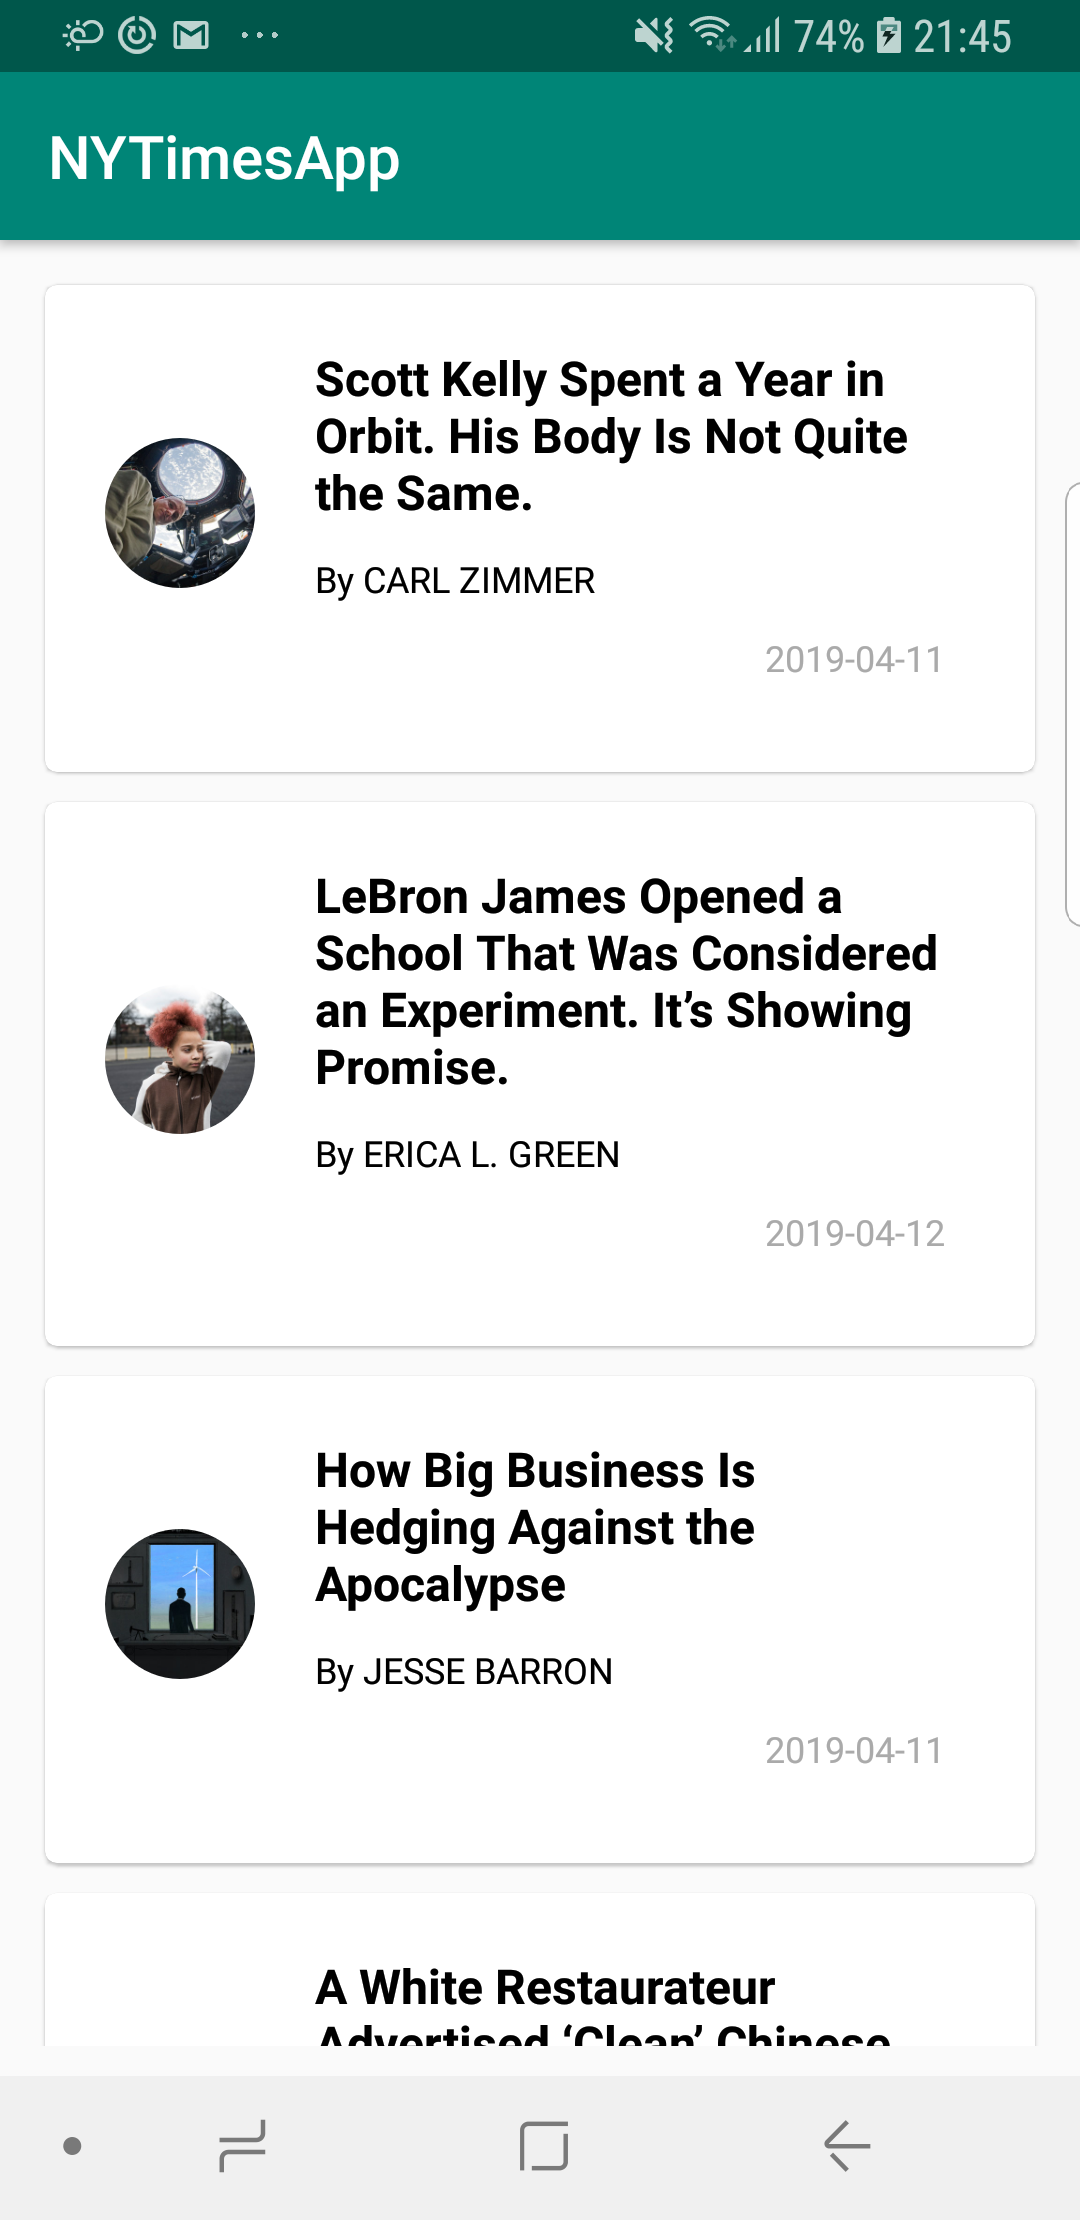 74% 21:45
NYTimesApp
Scott Kelly Spent a Year in
Orbit. His Body Is Not Quite
the Same.
By CARL ZIMMER
2019-04-11
LeBron James Opened a
School That Was Considered
an Experiment. It’s Showing
Promise.
By ERICA L. GREEN
2019-04-12
How Big Business Is
Hedging Against the
Apocalypse
By JESSE BARRON
2019-04-11
A White Restaurateur
Advertised ‘Clean’ Chinese